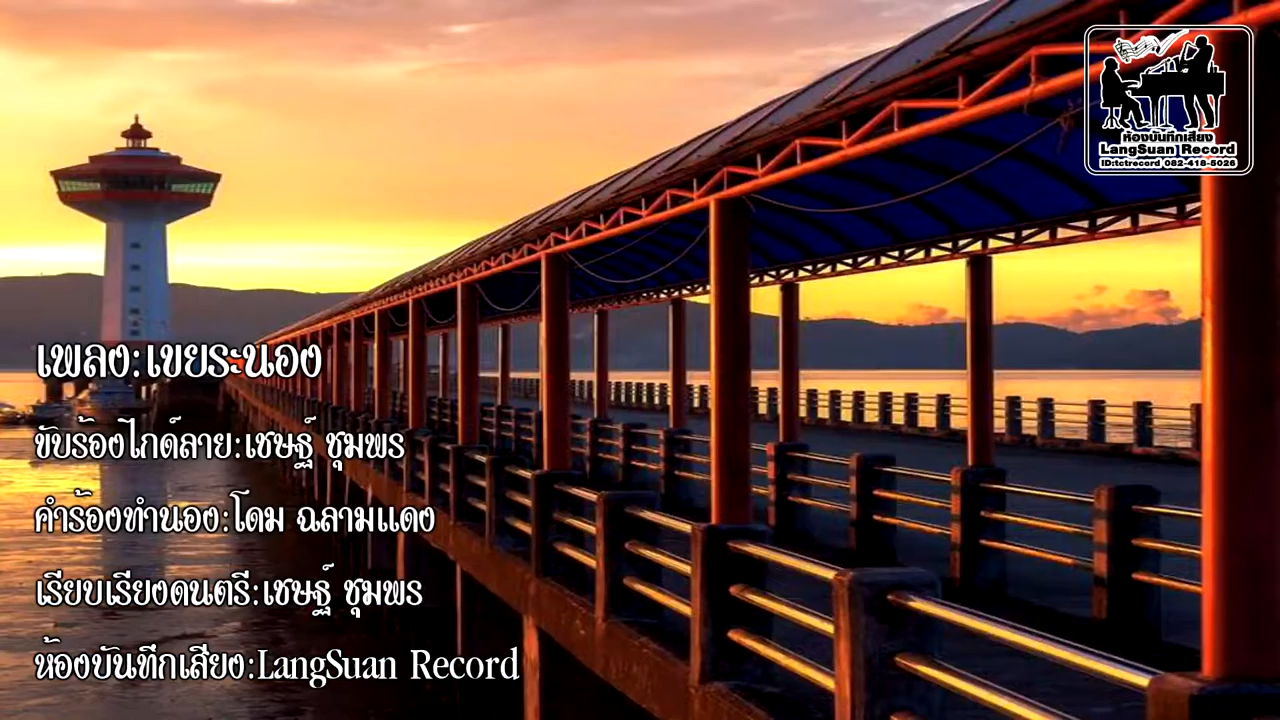 ห้องบันทึกเสียง
LangSuan Record
ID:tctrecord 082-418-5026
เพลง:เขยระนอง
ขับร้องไกด์ลาย:เชษฐ์ ชุมพร
คำร้องทำนอง:โดม ฉลามแดง
เรียบเรียงดนตรี:เชษฐ์ ชุมพร
ห้องบันทึกเสียง:LangSuan Record